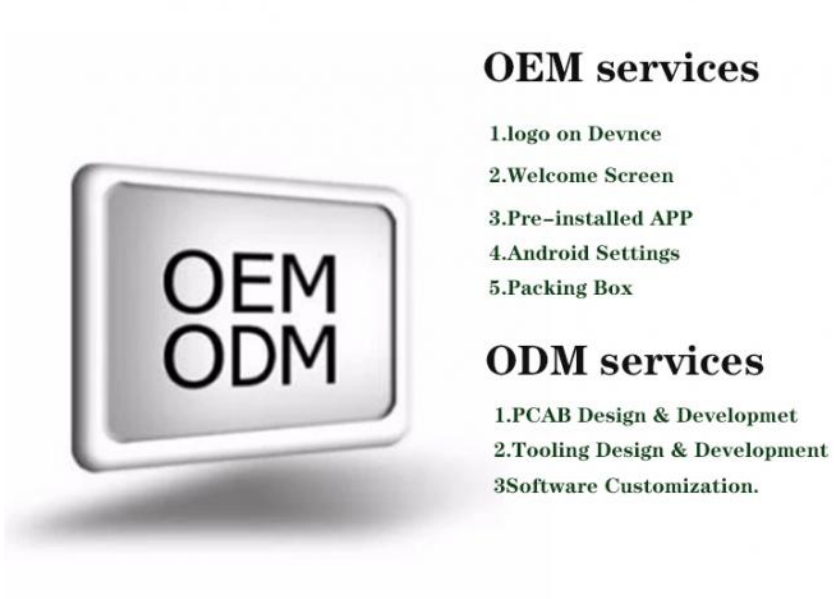 OEM
ODM
OEM services
1.logo on Devnce
2.Welcome Screen
3.Pre-installed APP
4.Android Settings
5.Packing Box
ODM services
1.PCAB Design & Developmet
2.Tooling Design & Development
3Software Customization.